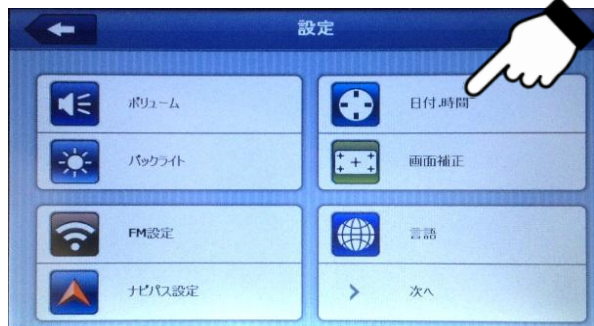 設定
ボリューム
バックライト
FM設定
ナビパス設定
日付.時間
画面補正
言語
次へ